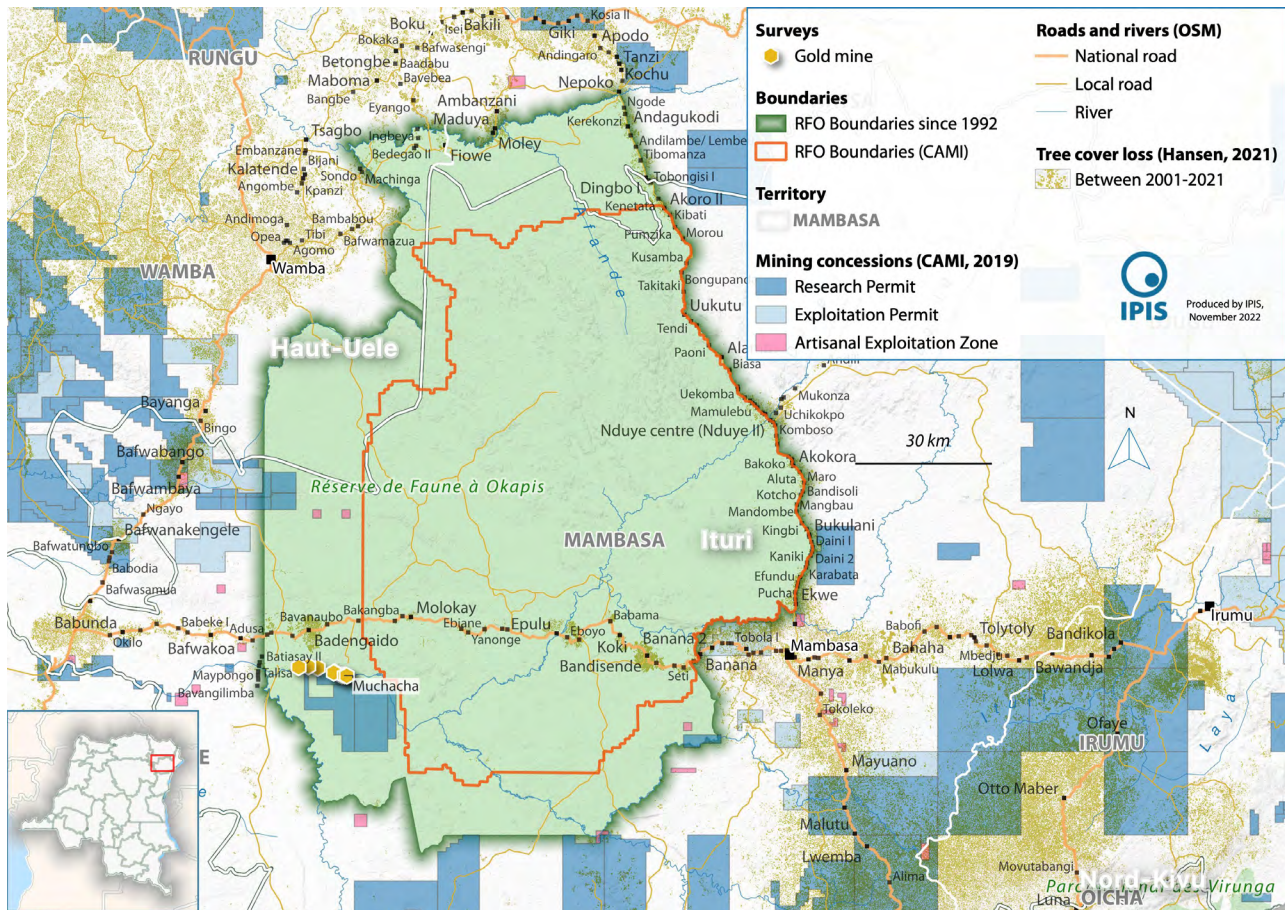 Surveys
Gold mine
Boundaries
RFO Boundaries since 1992
RFO Boundaries (CAMI)
Territory
MAMBASA
Mining concessions (CAMI, 2019)
Research Permit
Exploitation Permit
Artisanal Exploitation Zone
Roads and rivers (OSM)
National road
Local road
River
Tree cover loss (Hansen, 2021)
Between 2001-2021
IPIS
Produced by IPIS,
November 2022
N
30 km
RUNGU
Boku
Isei
Bakili
Kosia II
Giki
Apodo
Bokaka
Bafwasengi
Andingaro
Tanzi
Betongbe
Baadabu
Kochu
Maboma
Bavebea
Nepoko
Bangbe
Eyango
Ambanzani
Ngode
Maduya
Kerekonzi
Andagukodi
Tsagbo
Ingbeya
Moley
Andilambe/ Lembe
Embanzane
Bedegao II
Fiowe
Tibomanza
Bijani
Kalatende
Sondo
Machinga
Tobongisi I
Angombe
Kpanzi
Dingbo I
Akoro II
Kenetata
Kibati
Andimoga
Bambabou
Afande
Pumzika
Morou
Opea
Tibi
Bafwamazua
Agomo
Kusamba
WAMBA
Wamba
Takitaki
Bongupand
Uukutu
Tendi
Haut-Uele
Paoni
Ala
Biasa
Uekomba
Mukonza
Bayanga
Mamulebu
Uchikokpo
Bingo
Nduye centre (Nduye II)
Komboso
Bafwabango
Bakoko
Akokora
Bafwambaya
Réserve de Faune à Okapis
Aluta
Maro
Kotcho
Bandisoli
Ngayo
Mandombe
Mangbau
Bafwanakengele
MAMBASA
Ituri
Kingbi
Bukulani
Bafwatungbo
Daini I
Babodia
Kaniki
Daini 2
Bafwasamua
Efundu
Karabata
Pucha
Ekwe
Babunda
Babeke I
Adusa
Bavanaubo
Bakangba
Molokay
Babama
Irumu
Okilo
Badengaido
Ebiane
Epulu
Eboyo
Banana 2
Tobola I
Mambasa
Babofi
Tolytoly
Bandikola
Bafwakoa
Yanonge
Koki
Banaha
Batiasay II
Bandisende
Banana
Manya
Mbedju
Bawandja
Maypongo
Talisa
Seti
Mabukulu
Lolwa
Bavangilimba
Muchacha
Tokoleko
Ofaye
Laya
IRUMU
E
Mayuano
Otto Maber
Malutu
Lwemba
Movutabangi
Alima
Nord-Kivu
Luna
OICHA